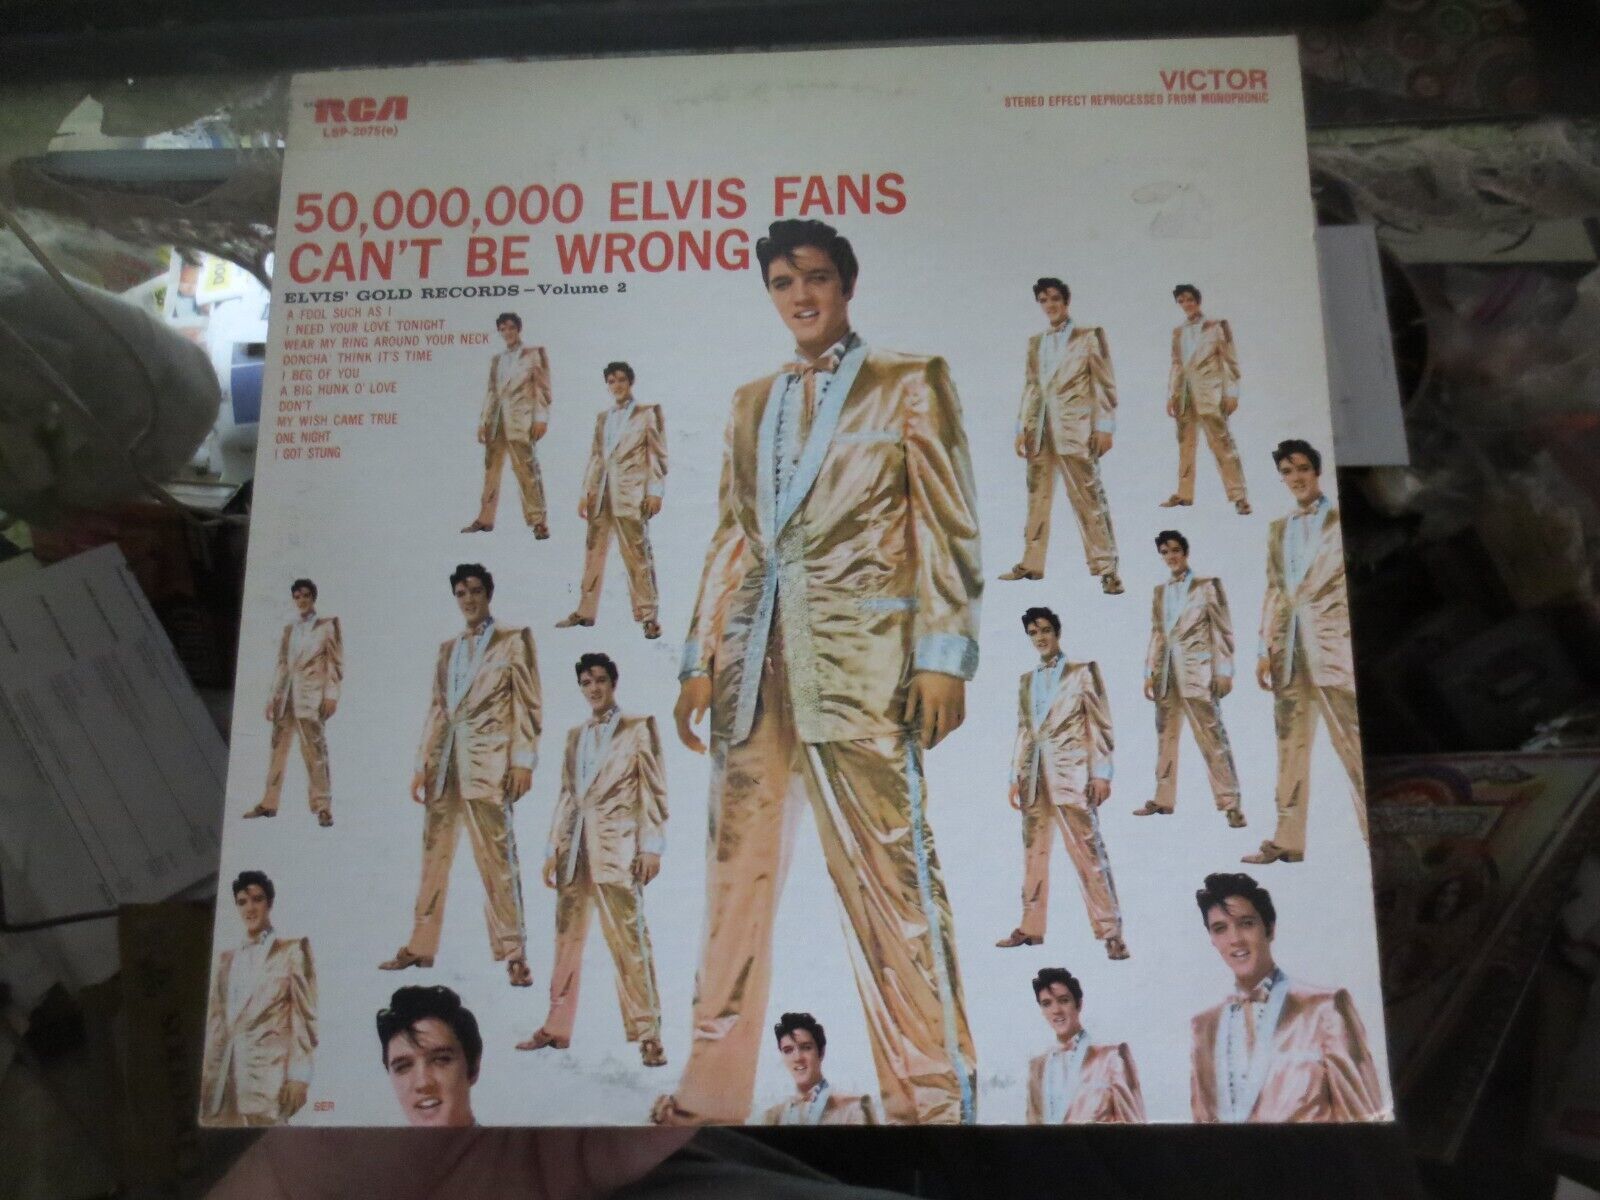 RCA
LSP-2075(e)
VICTOR
STEREO EFFECT REPROCESSED FROM MONOPHONIC
50,000,000 ELVIS FANS
CAN'T BE WRONG
ELVIS' GOLD RECORDS—Volume 2
A FOOL SUCH AS I
I NEED YOUR LOVE TONIGHT
WEAR MY RING AROUND YOUR NECK
DONCHA' THINK IT'S TIME
I BEG OF YOU
A BIG HUNK O' LOVE
DON'T
MY WISH CAME TRUE
ONE NIGHT
I GOT STUNG
SER